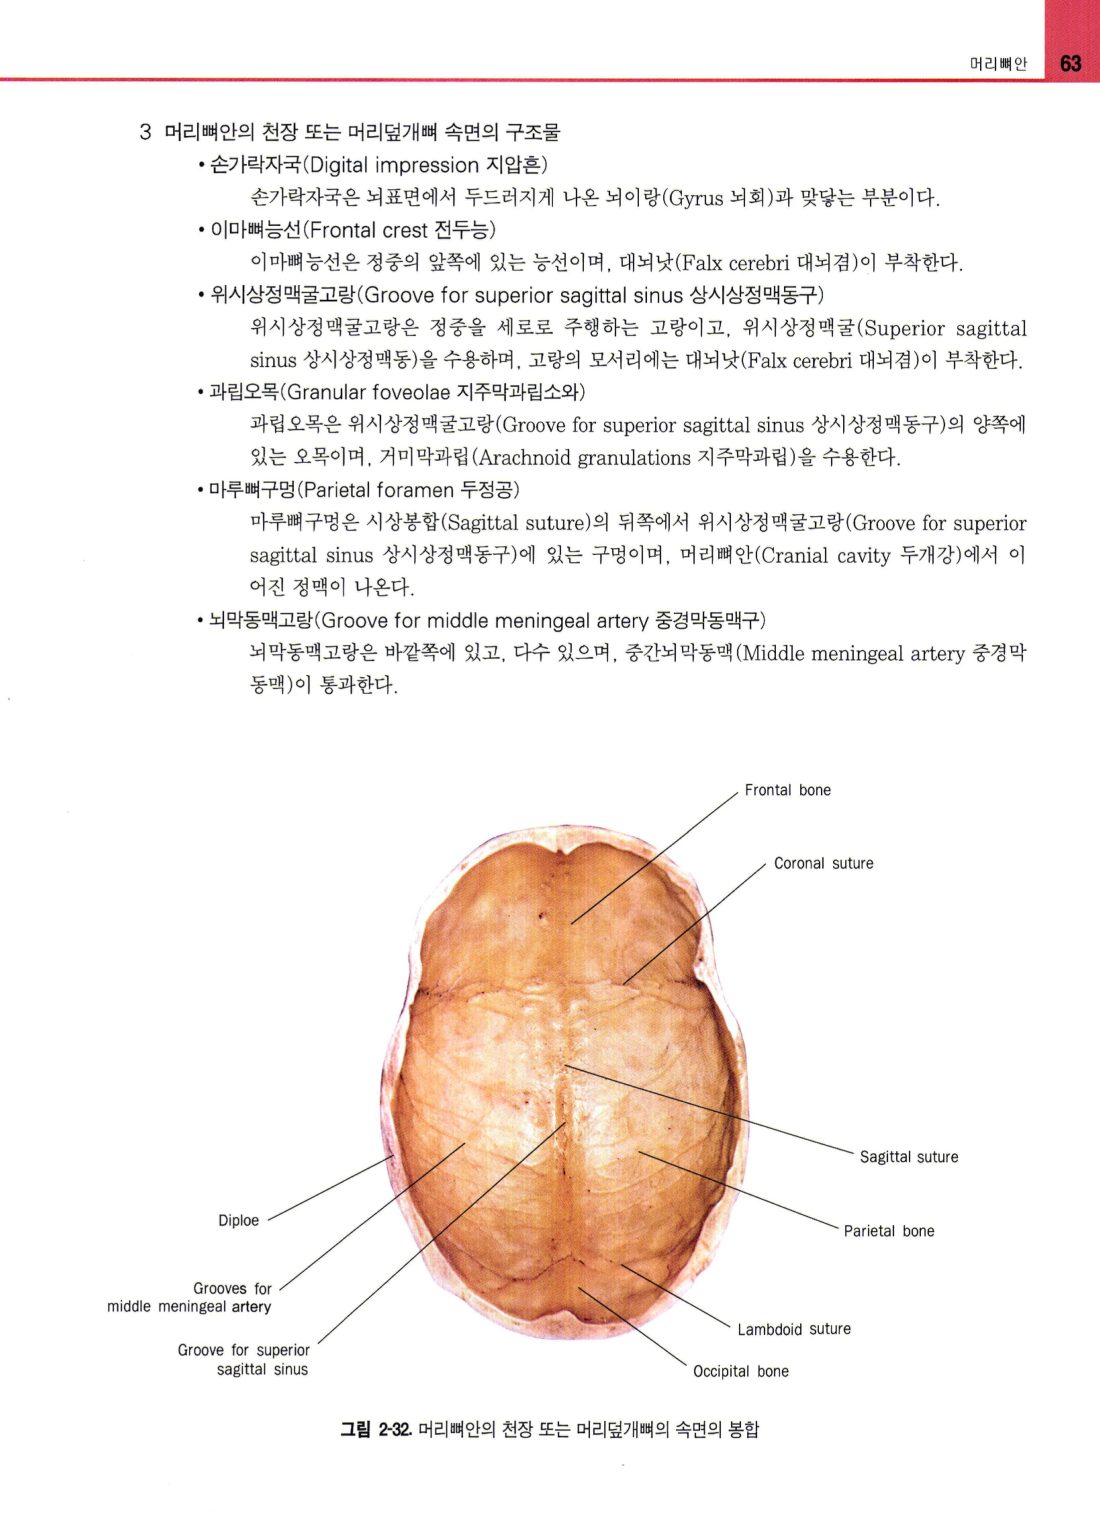 머리뼈안 63
3 머리뼈안의 천장 또는 머리덮개뼈 속면의 구조물
• 손가락자국(Digital impression 지압흔)
손가락자국은 뇌표면에서 두드러지게 나온 뇌이랑(Gyrus 뇌회)과 맞닿는 부분이다.
• 이마뼈능선(Frontal crest 전두능)
이마뼈능선은 정중의 앞쪽에 있는 능선이며, 대뇌낫(Falx cerebri 대뇌겸)이 부착한다.
• 위시상정맥굴고랑(Groove for superior sagittal sinus 상시상정맥동구)
위시상정맥굴고랑은 정중을 세로로 주행하는 고랑이고, 위시상정맥굴(Superior sagittal
sinus 상시상정맥동)을 수용하며, 고랑의 모서리에는 대뇌낫(Falx cerebri 대뇌겸)이 부착한다.
• 과립오목(Granular foveolae 지주막과립소와)
과립오목은 위시상정맥굴고랑(Groove for superior sagittal sinus 상시상정맥동구)의 양쪽에
있는 오목이며, 거미막과립(Arachnoid granulations 지주막과립)을 수용한다.
• 마루뼈구멍(Parietal foramen 두정공)
마루뼈구멍은 시상봉합(Sagittal suture)의 뒤쪽에서 위시상정맥굴고랑(Groove for superior
sagittal sinus 상시상정맥동구)에 있는 구멍이며, 머리뼈안(Cranial cavity 두개강)에서 이
어진 정맥이 나온다.
• 뇌막동맥고랑(Groove for middle meningeal artery 중경막동맥구)
뇌막동맥고랑은 바깥쪽에 있고, 다수 있으며, 중간뇌막동맥(Middle meningeal artery 중경막
동맥)이 통과한다.
Frontal bone
Coronal suture
Sagittal suture
Diploe
Parietal bone
Grooves for
middle meningeal artery
Lambdoid suture
Groove for superior
sagittal sinus
Occipital bone
그림 2-32. 머리뼈안의 천장 또는 머리덮개뼈의 속면의 봉합